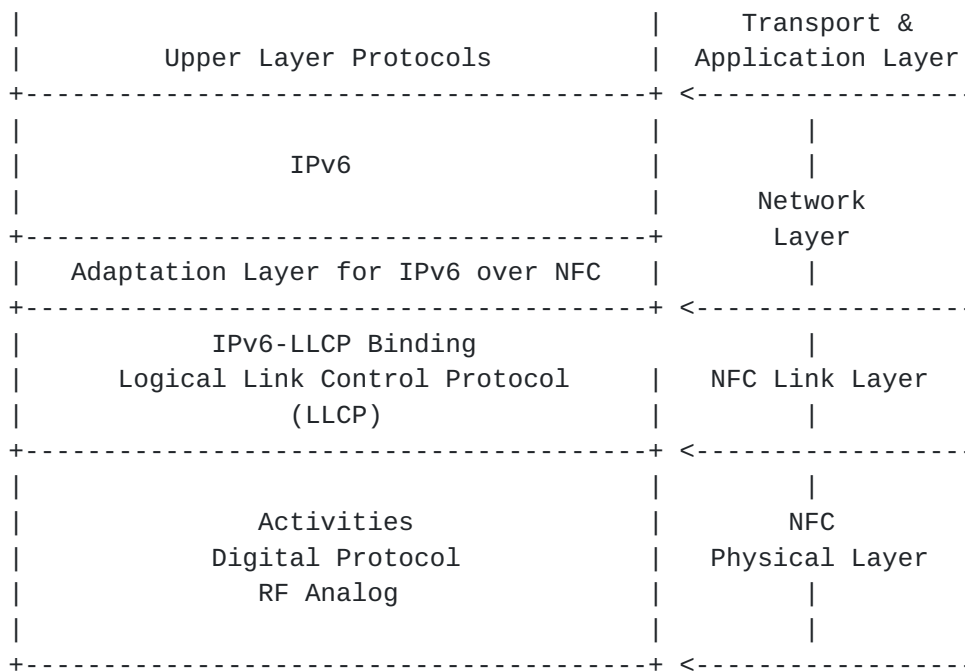 |                                        |     Transport &
|         Upper Layer Protocols          |  Application Layer
+----------------------------------------+ <------------------
|                                        |         |
|                 IPv6                   |         |
|                                        |      Network
+----------------------------------------+       Layer
|   Adaptation Layer for IPv6 over NFC   |         |
+----------------------------------------+ <------------------
|            IPv6-LLCP Binding                     |
|      Logical Link Control Protocol     |   NFC Link Layer
|                 (LLCP)                 |         |
+----------------------------------------+ <------------------
|                                        |         |
|               Activities               |        NFC
|            Digital Protocol            |   Physical Layer
|               RF Analog                |         |
|                                        |         |
+----------------------------------------+ <------------------